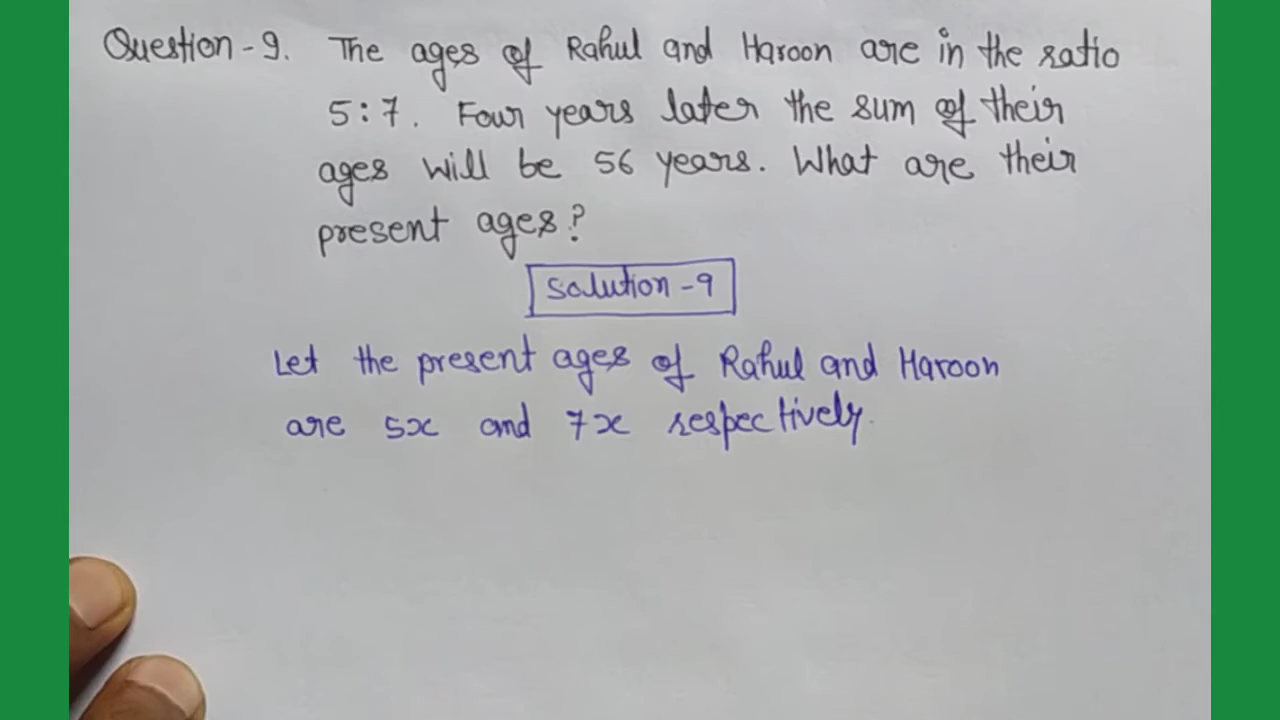 Question - 9. The ages of Rahul and Haroon are in the ratio
5 : 7. Four years later the sum of their
ages will be 56 years. What are their
present ages?
Solution - 9
Let the present ages of Rahul and Haroon
are 5x and 7x respectively.